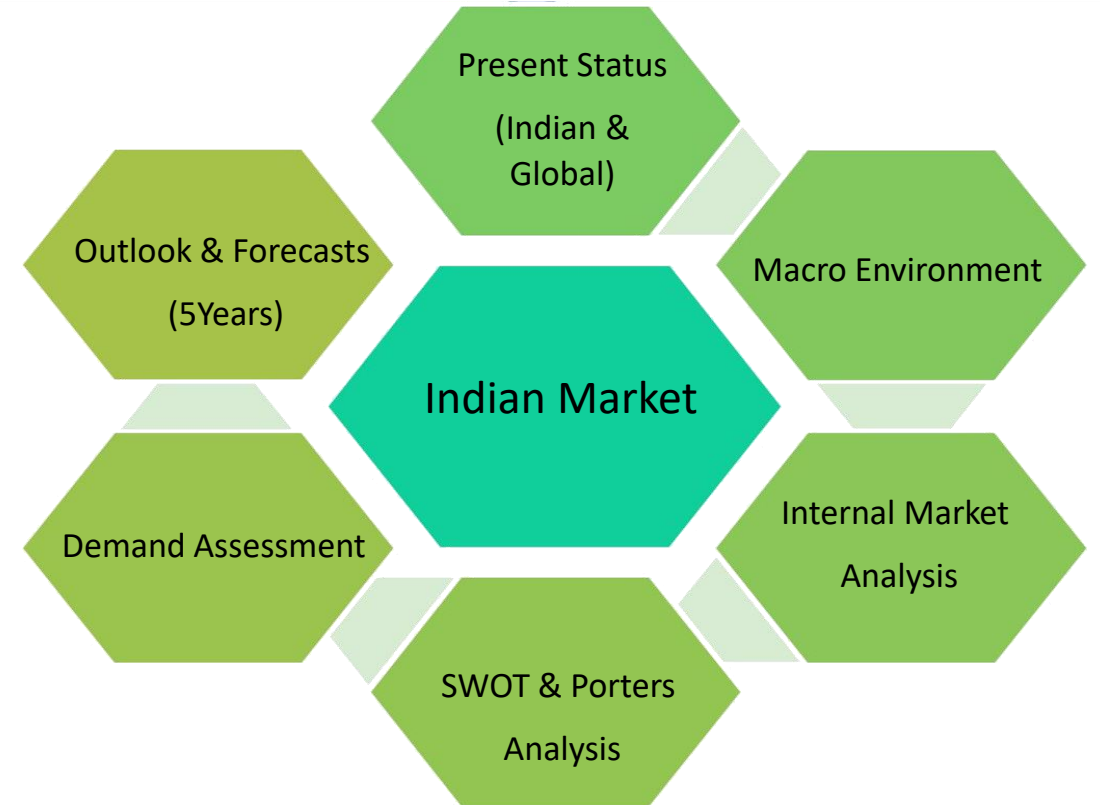 Present Status
(Indian &
Global)
Macro Environment
Internal Market
Analysis
SWOT & Porters
Analysis
Demand Assessment
Outlook & Forecasts
(5Years)
Indian Market